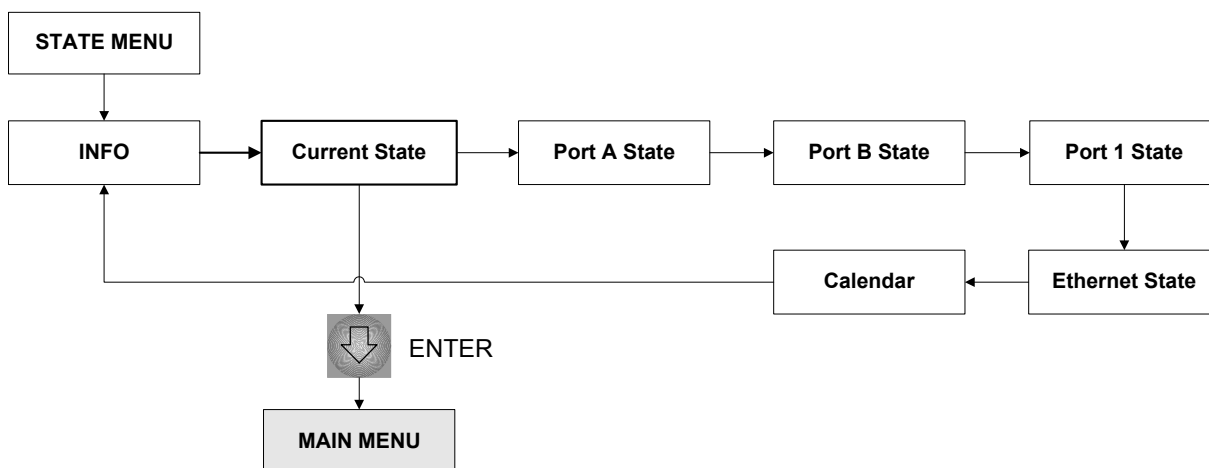 STATE MENU
INFO
Current State
Port A State
Port B State
Port 1 State
Calendar
Ethernet State
ENTER
MAIN MENU